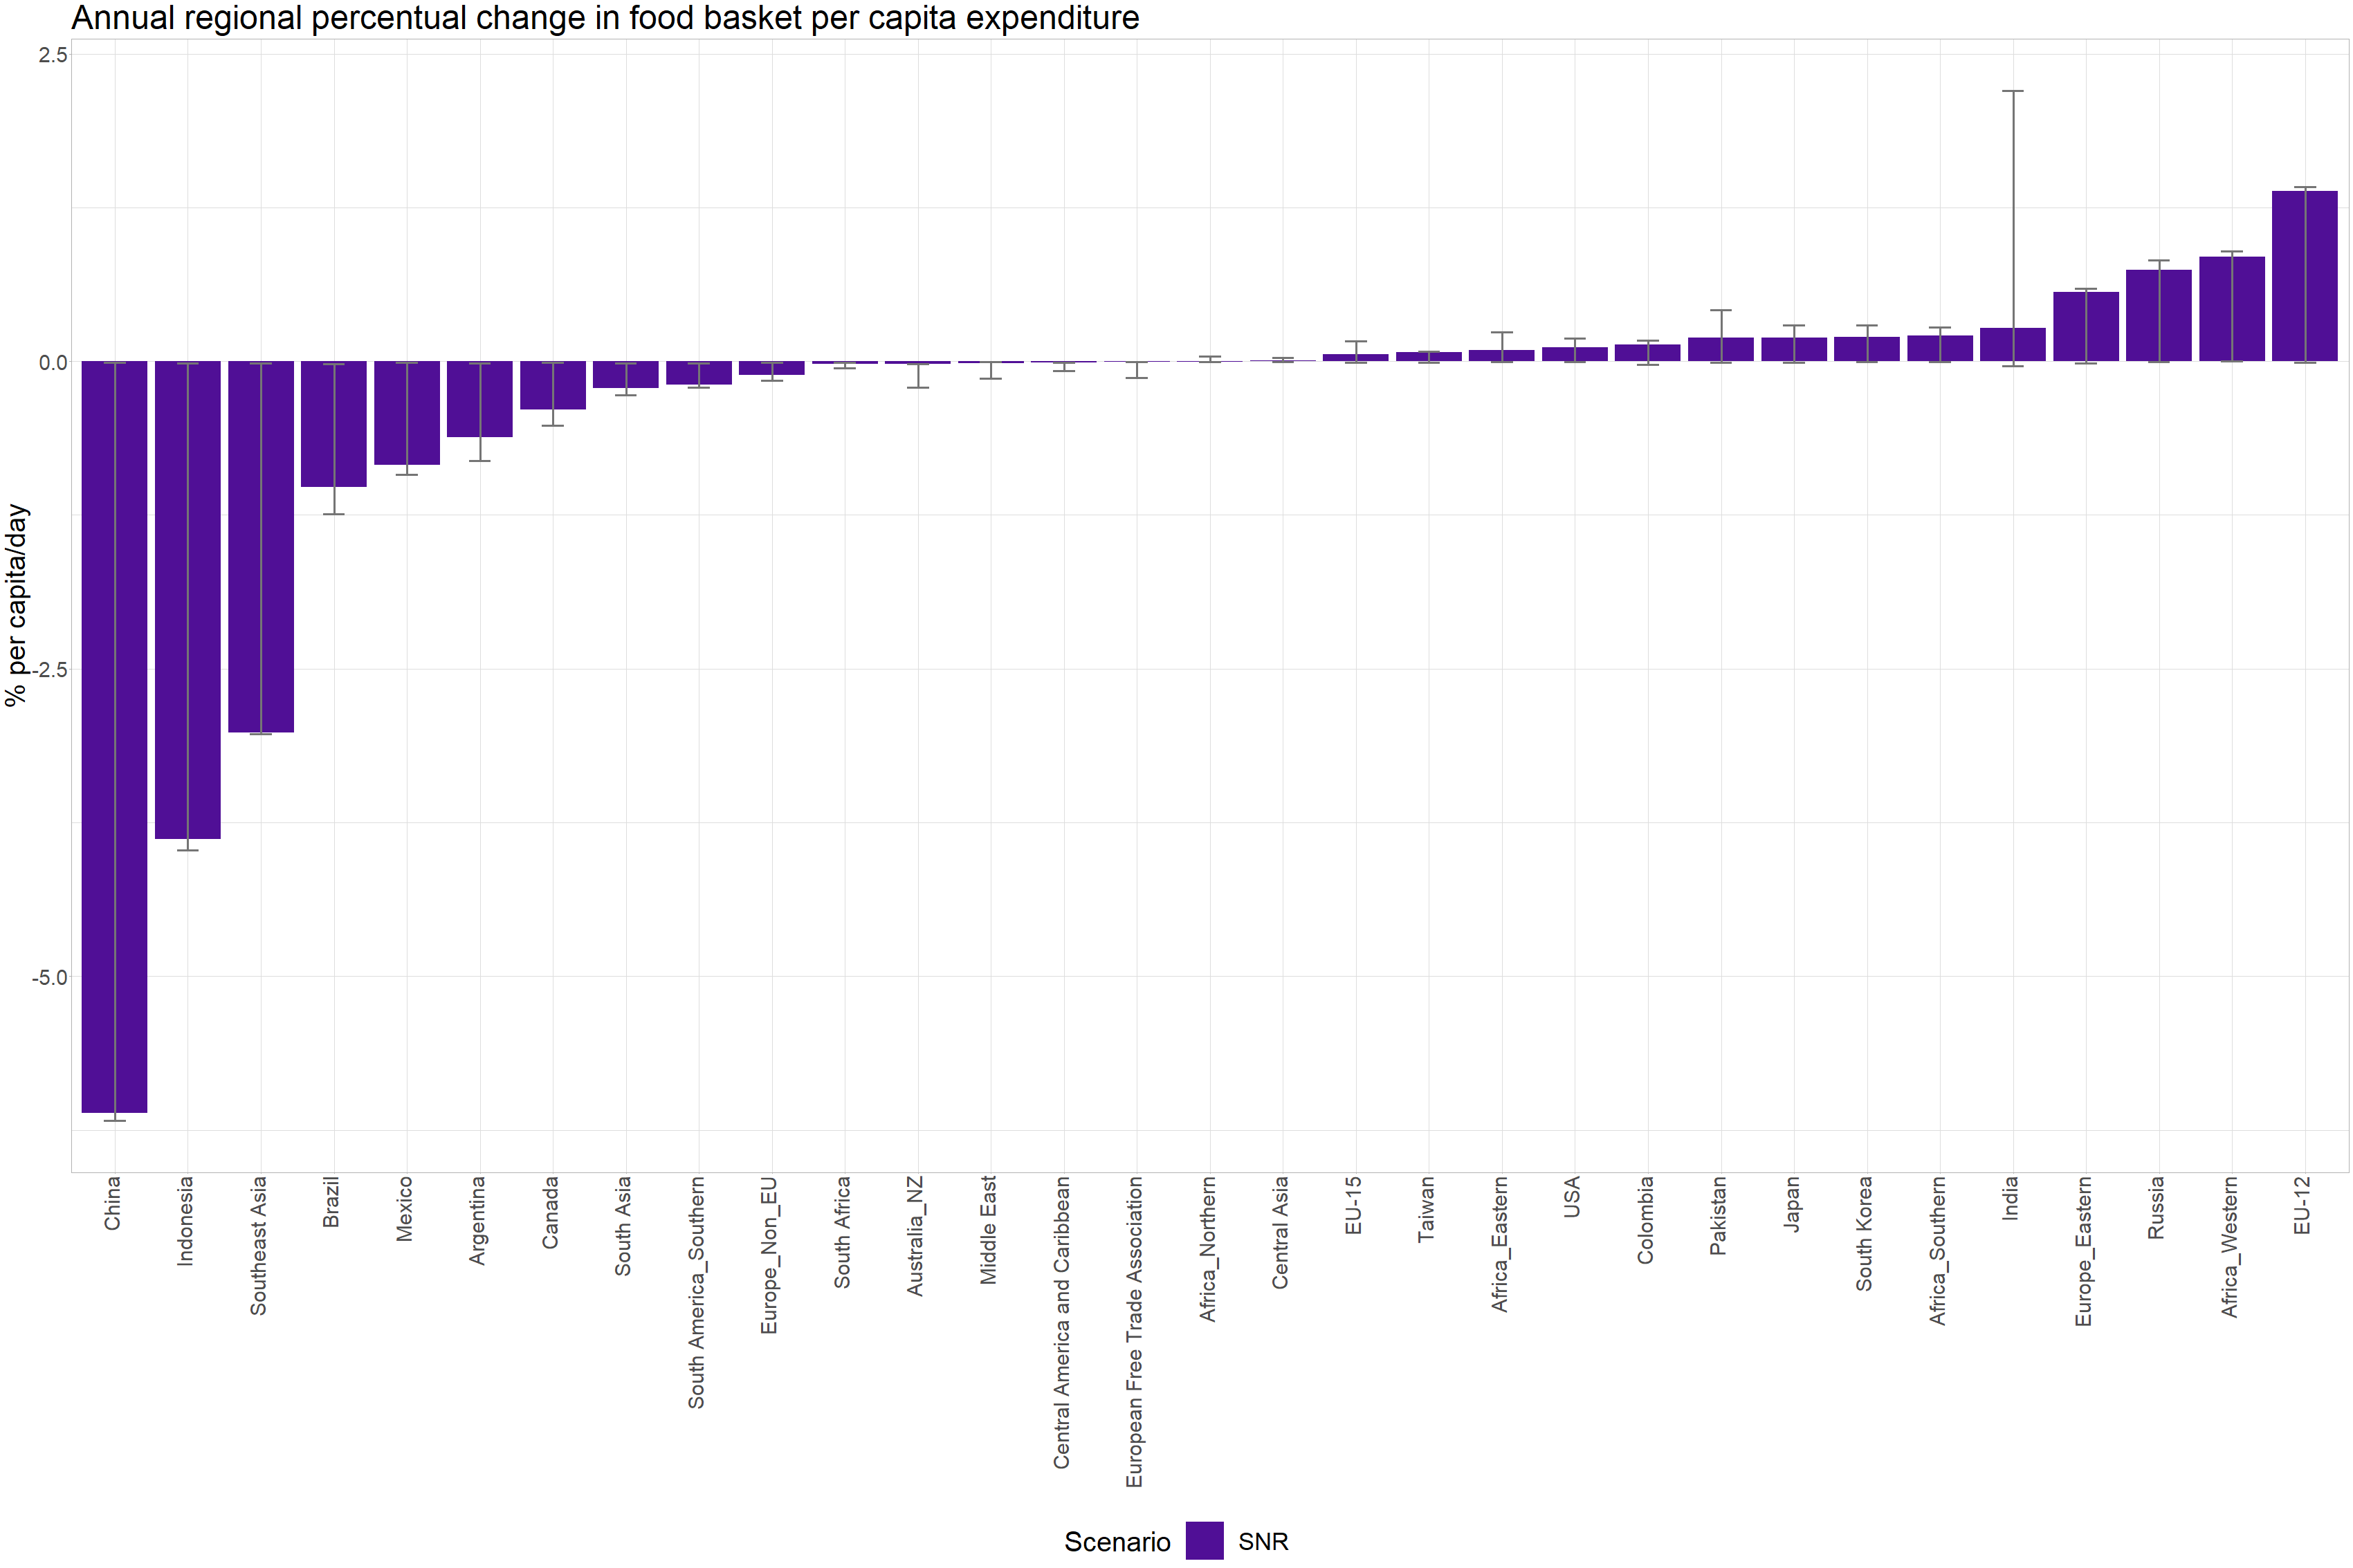 Annual regional percentual change in food basket per capita expenditure
% per capita/day
2.5
0.0
-2.5
-5.0
China
Indonesia
Southeast Asia
Brazil
Mexico
Argentina
Canada
South Asia
South America_Southern
Europe_Non_EU
South Africa
Australia_NZ
Middle East
Central America and Caribbean
European Free Trade Association
Africa_Northern
Central Asia
EU-15
Taiwan
Africa_Eastern
USA
Colombia
Pakistan
Japan
South Korea
Africa_Southern
India
Europe_Eastern
Russia
Africa_Western
EU-12
Scenario SNR